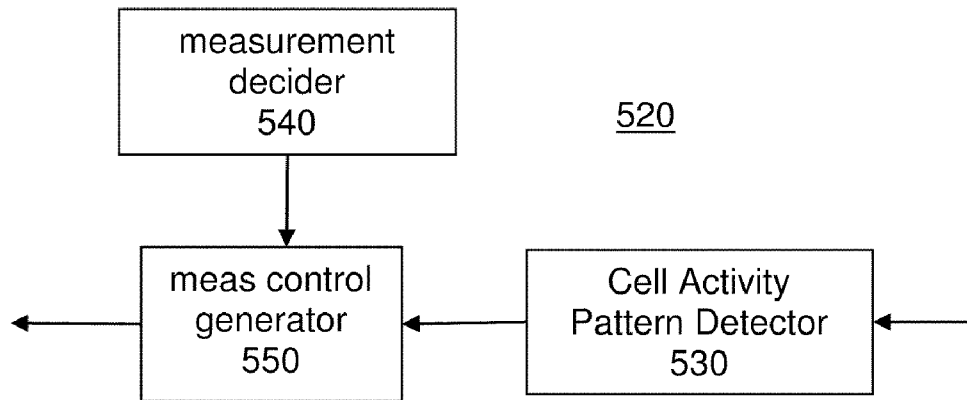 measurement
decider
540
520
meas control
generator
550
Cell Activity
Pattern Detector
530